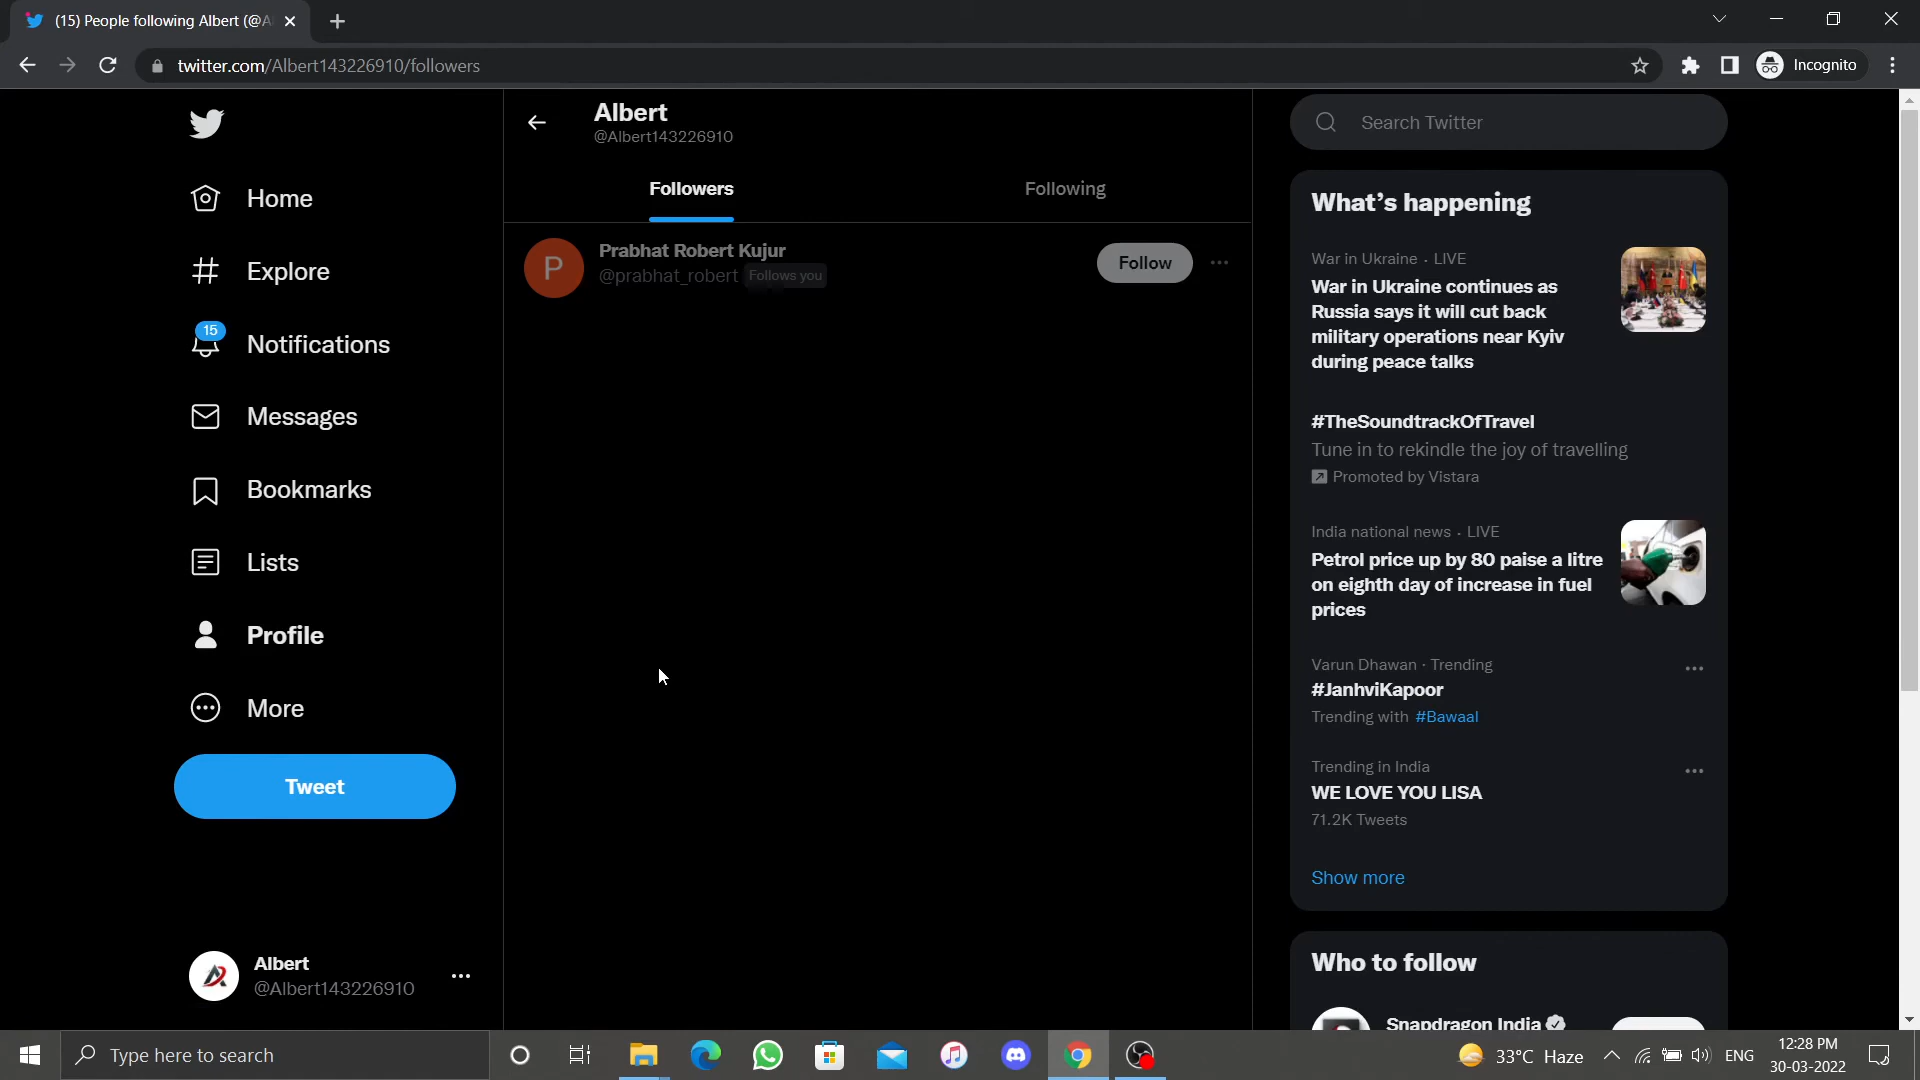 (15) People following Albert (@A
twitter.com/Albert143226910/followers
Incognito
Home
Explore
15
Notifications
Messages
Bookmarks
Lists
Profile
More
Tweet
Albert
@Albert143226910
Albert
@Albert143226910
Followers
Following
P
Prabhat Robert Kujur
@prabhat_robert Follows you
Follow
Search Twitter
What's happening
War in Ukraine · LIVE
War in Ukraine continues as
Russia says it will cut back
military operations near Kyiv
during peace talks
#TheSoundtrackOfTravel
Tune in to rekindle the joy of travelling
Promoted by Vistara
India national news · LIVE
Petrol price up by 80 paise a litre
on eighth day of increase in fuel
prices
Varun Dhawan · Trending
#JanhviKapoor
Trending with #Bawaal
Trending in India
WE LOVE YOU LISA
71.2K Tweets
Show more
Who to follow
Snapdragon India
Type here to search
33°C Haze
ENG
12:28 PM
30-03-2022